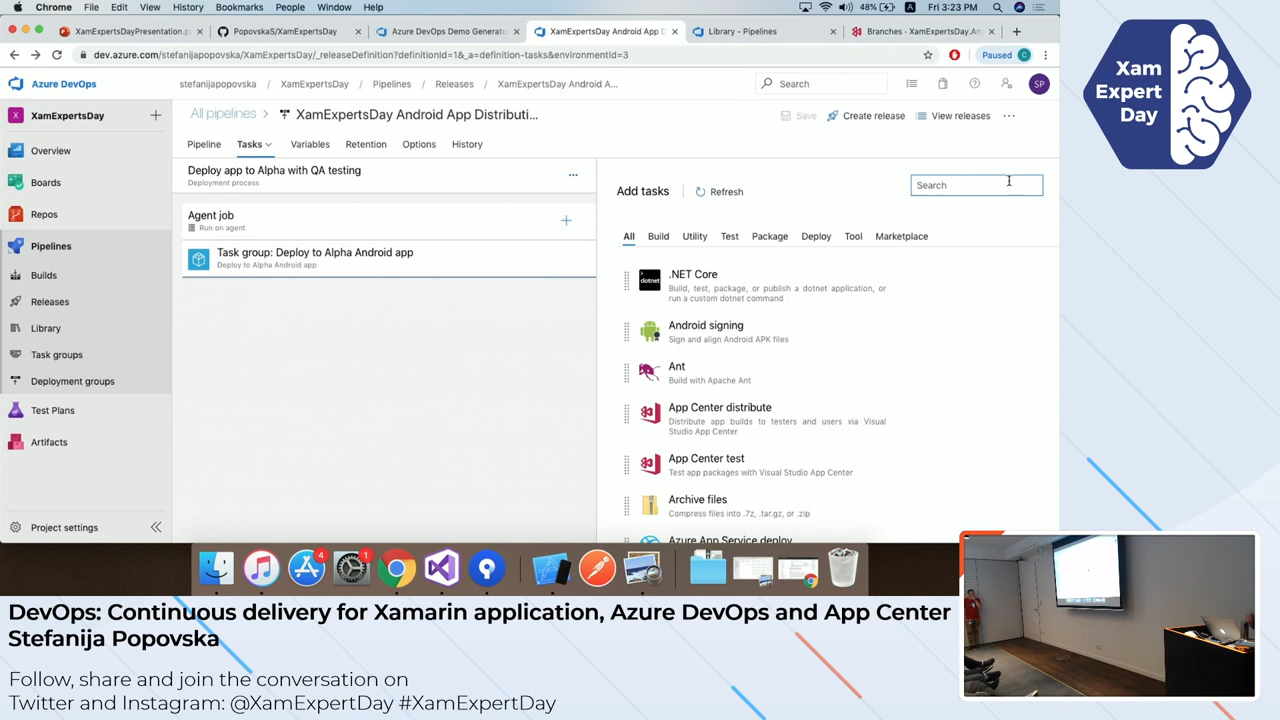 Chrome File Edit View History Bookmarks People Window Help 48% A Fri 3:23 PM
XamExpertsDayPresentation.p PopovskaS/XamExpertsDay Azure DevOps Demo Generato XamExpertsDay Android App D Library - Pipelines Branches · XamExpertsDay.An
dev.azure.com/stefanijapopovska/XamExpertsDay/_releaseDefinition?definitionId=1&_a=definition-tasks&environmentId=3 Paused C
Azure DevOps stefanijapopovska / XamExpertsDay / Pipelines / Releases / XamExpertsDay Android A... Search SP
X XamExpertsDay +
Overview
Boards
Repos
Pipelines
Builds
Releases
Library
Task groups
Deployment groups
Test Plans
Artifacts
Project settings
All pipelines > XamExpertsDay Android App Distributi... Save Create release View releases ...
Pipeline Tasks Variables Retention Options History
Deploy app to Alpha with QA testing
Deployment process
Agent job
Run on agent
Task group: Deploy to Alpha Android app
Deploy to Alpha Android app
Add tasks Refresh Search
All Build Utility Test Package Deploy Tool Marketplace
dotnet
.NET Core
Build, test, package, or publish a dotnet application, or
run a custom dotnet command
Android signing
Sign and align Android APK files
Ant
Build with Apache Ant
App Center distribute
Distribute app builds to testers and users via Visual
Studio App Center
App Center test
Test app packages with Visual Studio App Center
Archive files
Compress files into .7z, .tar.gz, or .zip
Azure App Service deploy
4
1
Xam
Expert
Day
DevOps: Continuous delivery for Xamarin application, Azure DevOps and App Center
Stefanija Popovska
Follow, share and join the conversation on
Twitter and Instagram: @XamExpertDay #XamExpertDay